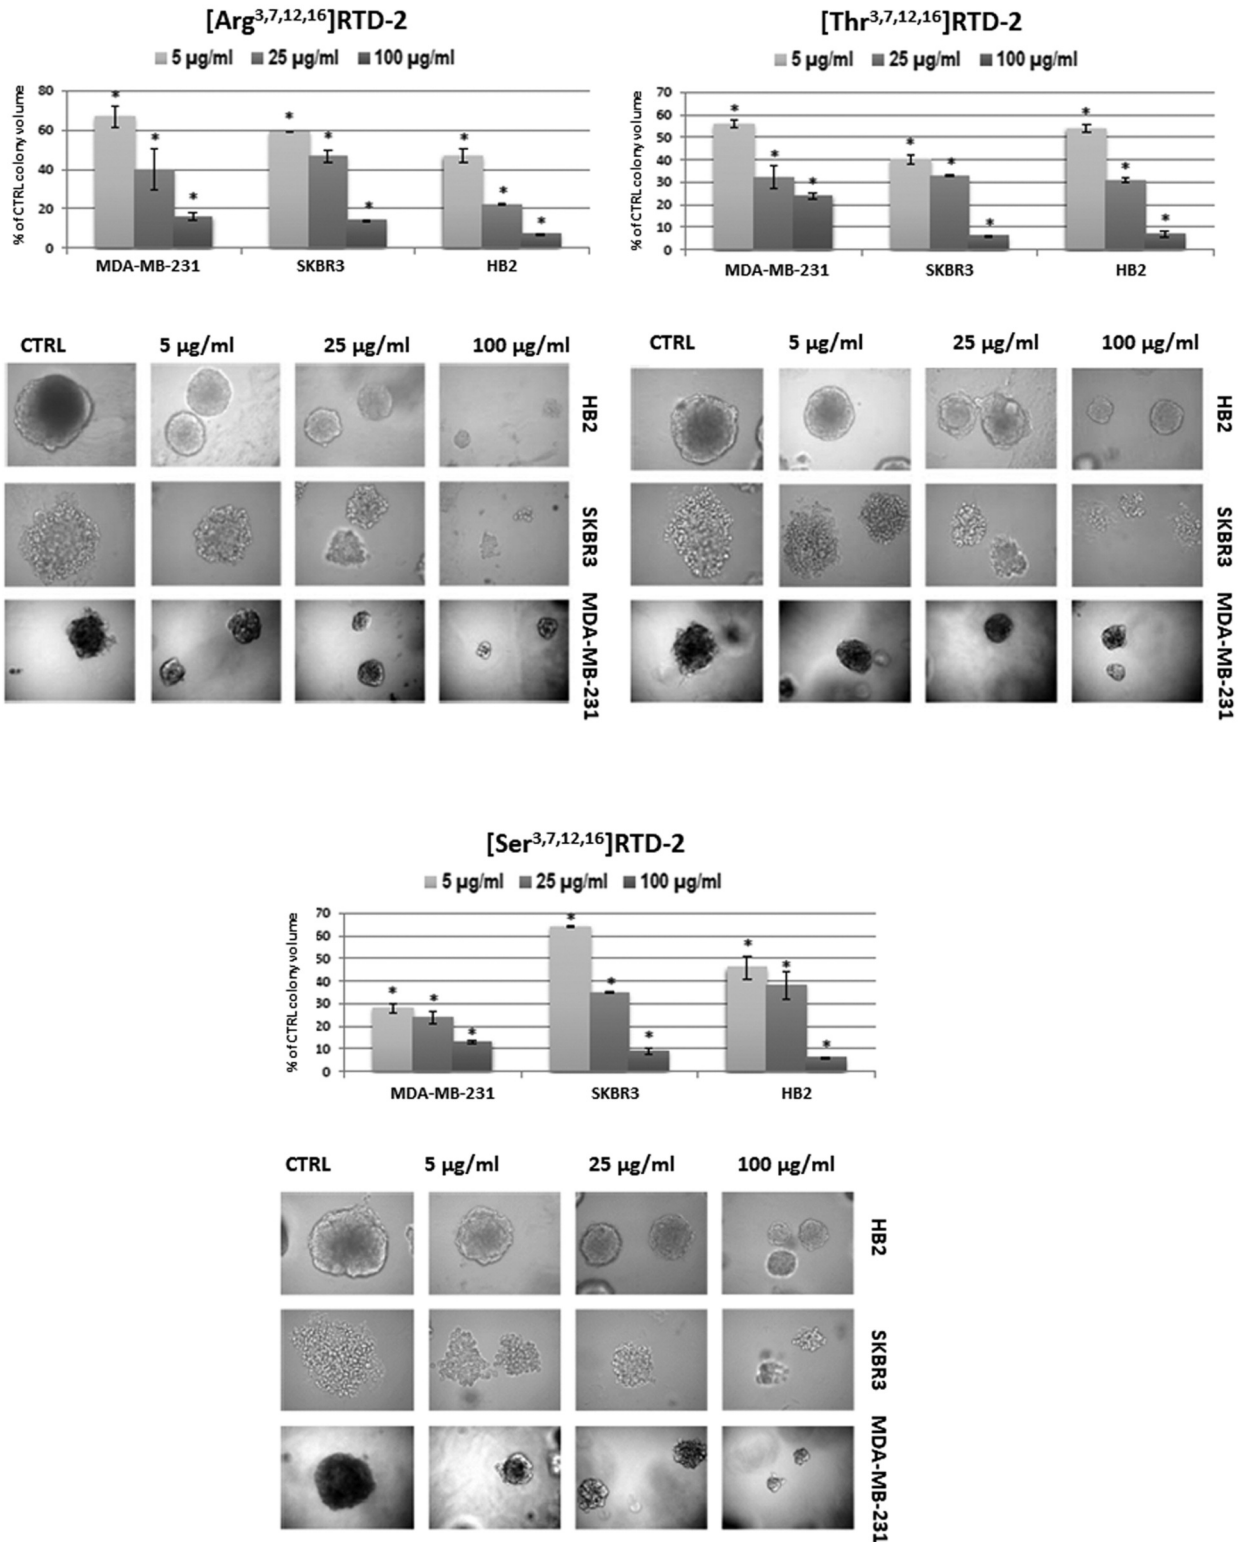 [Arg3,7,12,16]RTD-2
5 µg/ml 25 µg/ml 100 µg/ml
% of CTRL colony volume
80
60
40
20
0
* * * * * * * * *
MDA-MB-231 SKBR3 HB2
CTRL 5 µg/ml 25 µg/ml 100 µg/ml
HB2
SKBR3
MDA-MB-231
[Thr3,7,12,16]RTD-2
5 µg/ml 25 µg/ml 100 µg/ml
% of CTRL colony volume
70
60
50
40
30
20
10
0
* * * * * * * * *
MDA-MB-231 SKBR3 HB2
CTRL 5 µg/ml 25 µg/ml 100 µg/ml
HB2
SKBR3
MDA-MB-231
[Ser3,7,12,16]RTD-2
5 µg/ml 25 µg/ml 100 µg/ml
% of CTRL colony volume
70
60
50
40
30
20
10
0
* * * * * * * * *
MDA-MB-231 SKBR3 HB2
CTRL 5 µg/ml 25 µg/ml 100 µg/ml
HB2
SKBR3
MDA-MB-231